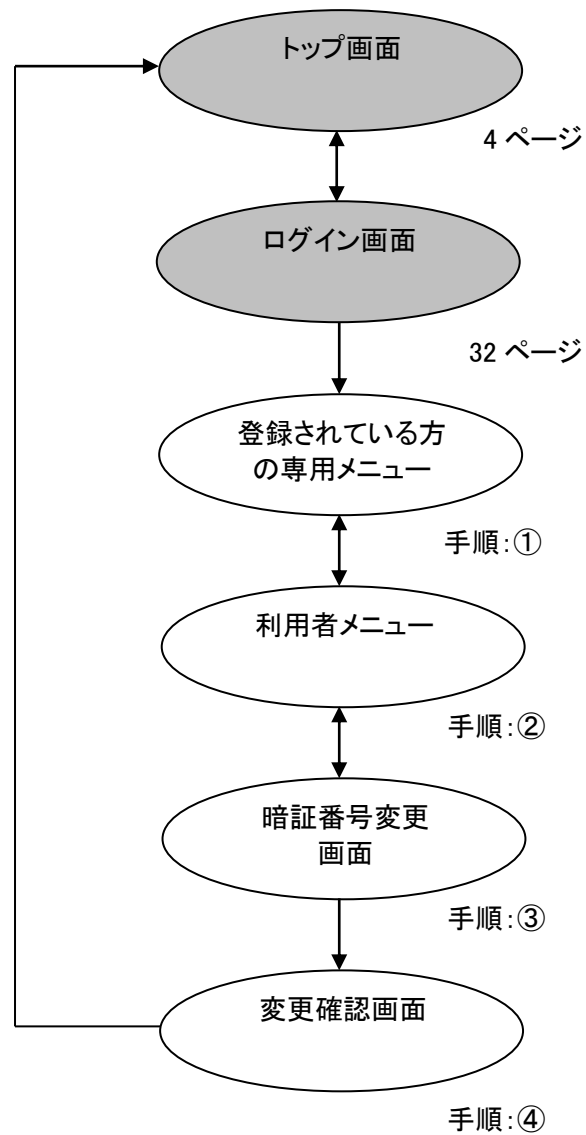 トップ画面
4 ページ
ログイン画面
32 ページ
登録されている方
の専用メニュー
手順:①
利用者メニュー
手順:②
暗証番号変更
画面
手順:③
変更確認画面
手順:④